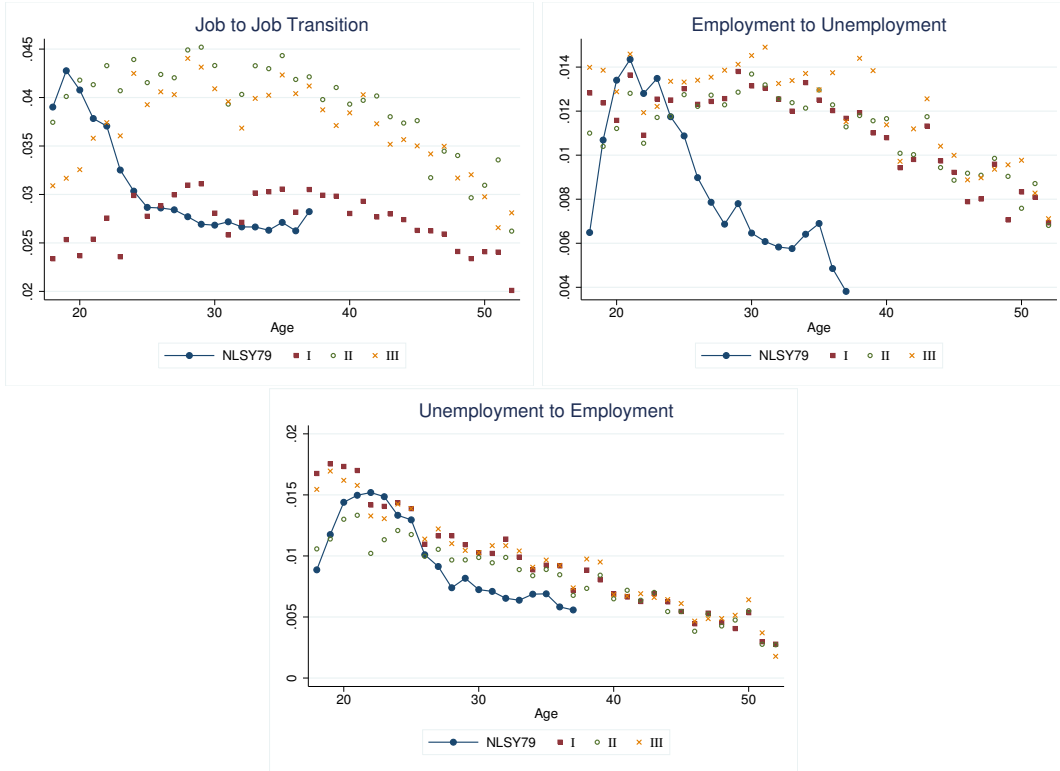 Job to Job Transition
.045
.04
.035
.03
.025
.02
20
30
40
50
Age
NLSY79
I
II
III
Employment to Unemployment
.014
.012
.01
.008
.006
.004
20
30
40
50
Age
NLSY79
I
II
III
Unemployment to Employment
.02
.015
.01
.005
0
20
30
40
50
Age
NLSY79
I
II
III